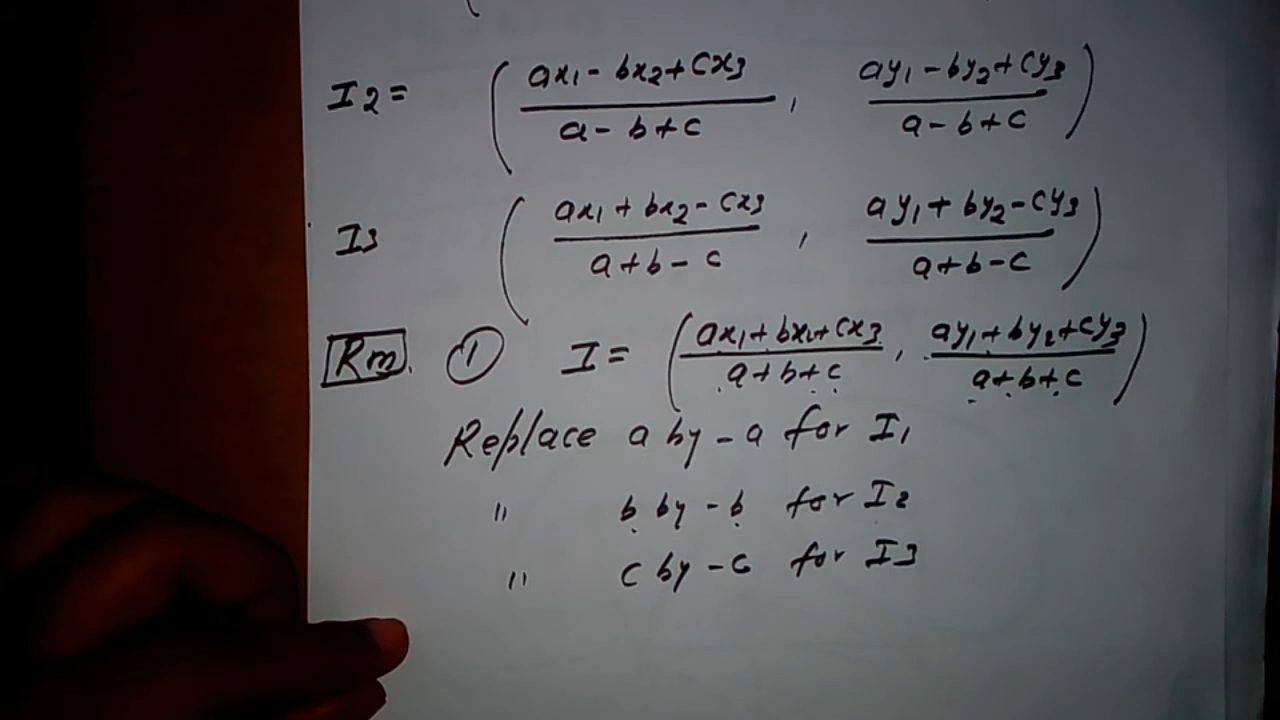 I2 = ( ax1 - bx2 + cx3 / a - b + c , ay1 - by2 + cy3 / a - b + c )
I3 ( ax1 + bx2 - cx3 / a + b - c , ay1 + by2 - cy3 / a + b - c )
Rm. ① I = ( ax1 + bx2 + cx3 / a + b + c , ay1 + by2 + cy3 / a + b + c )
Replace a by - a for I1
" b by - b for I2
" c by - c for I3